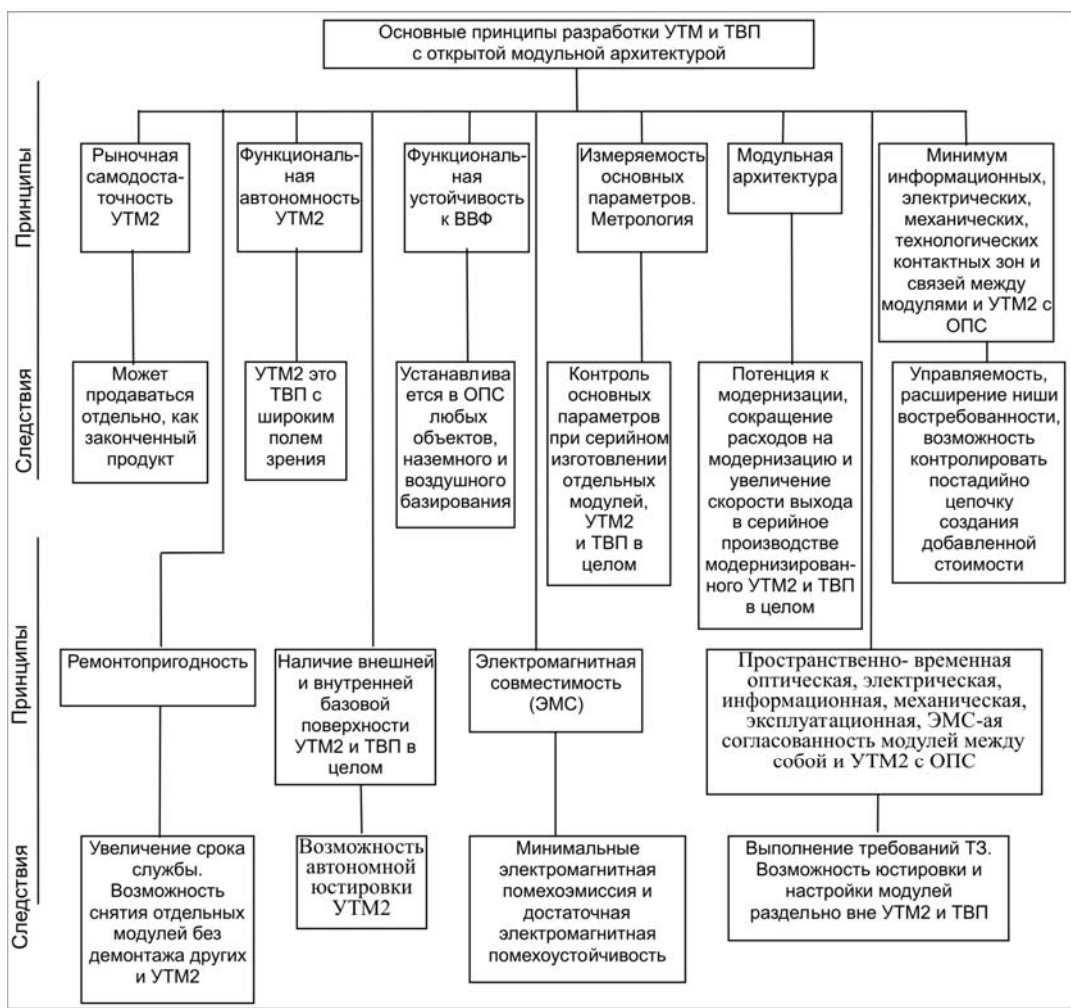 Основные принципы разработки УТМ и ТВП
с открытой модульной архитектурой
Принципы
Рыночная
самодоста-
точность
УТМ2
Функциональ-
ная
автономность
УТМ2
Функциональ-
ная
устойчивость
к ВВФ
Измеряемость
основных
параметров.
Метрология
Модульная
архитектура
Минимум
информационных,
электрических,
механических,
технологических
контактных зон и
связей между
модулями и УТМ2 с
ОПС
Следствия
Может
продаваться
отдельно, как
законченный
продукт
УТМ2 это
ТВП с
широким
полем
зрения
Устанавлива
ется в ОПС
любых
объектов,
наземного и
воздушного
базирования
Контроль
основных
параметров
при серийном
изготовлении
отдельных
модулей,
УТМ2
и ТВП в
целом
Потенция к
модернизации,
сокращение
расходов на
модернизацию и
увеличение
скорости выхода
в серийное
производстве
модернизирован-
ного УТМ2 и ТВП
в целом
Управляемость,
расширение ниши
востребованности,
возможность
контролировать
постадийно
цепочку
создания
добавленной
стоимости
Принципы
Ремонтопригодность
Наличие внешней
и внутренней
базовой
поверхности
УТМ2 и ТВП в
целом
Электромагнитная
совместимость
(ЭМС)
Пространственно- временная
оптическая, электрическая,
информационная, механическая,
эксплуатационная, ЭМС-ая
согласованность модулей между
собой и УТМ2 с ОПС
Следствия
Увеличение срока
службы.
Возможность
снятия отдельных
модулей без
демонтажа других
и УТМ2
Возможность
автономной
юстировки
УТМ2
Минимальные
электромагнитная
помехоэмиссия и
достаточная
электромагнитная
помехоустойчивость
Выполнение требований ТЗ.
Возможность юстировки и
настройки модулей
раздельно вне УТМ2 и ТВП